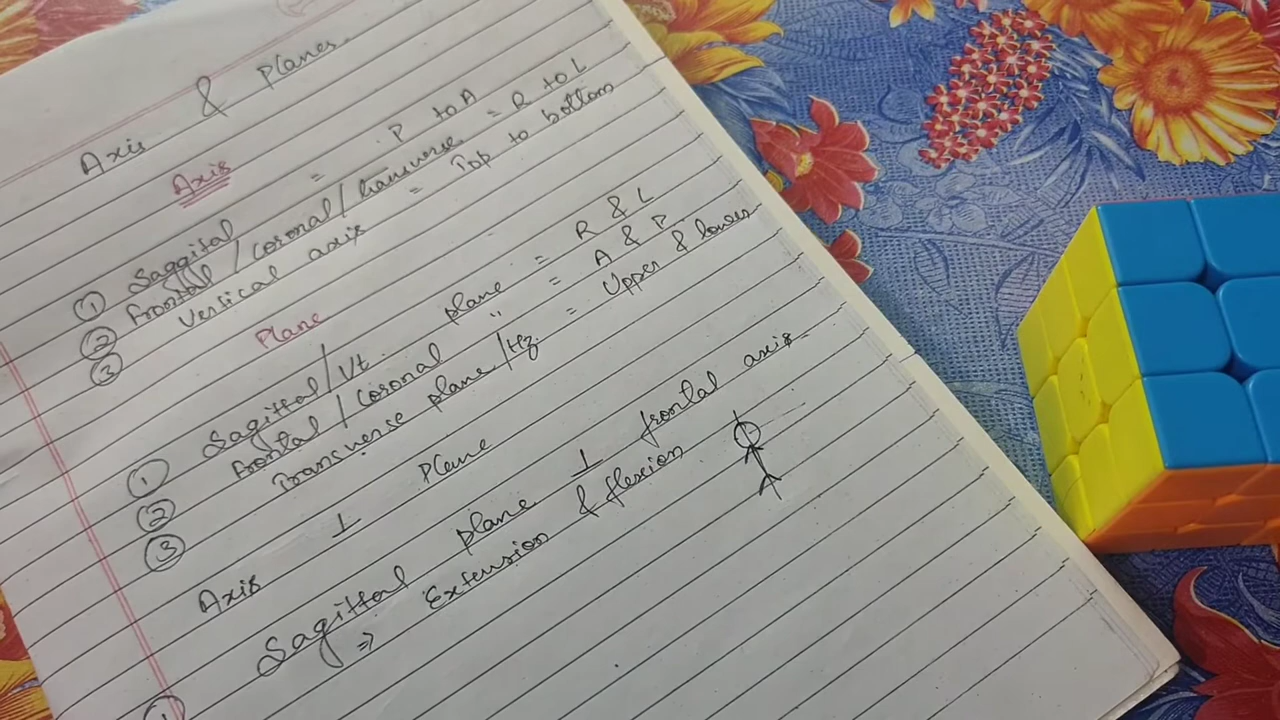 Axis & Planes
Axis
① Saggital = P to A
② Frontal / Coronal / transverse = R to L
③ Vertical axis = Top to bottom
Plane
① Sagittal / Vt. plane = R & L
② Frontal / Coronal " = A & P
③ Transverse plane / Hz. = Upper & lower
Axis ⊥ Plane
① Sagittal plane ⊥ frontal axis
⇒ Extension & flexion